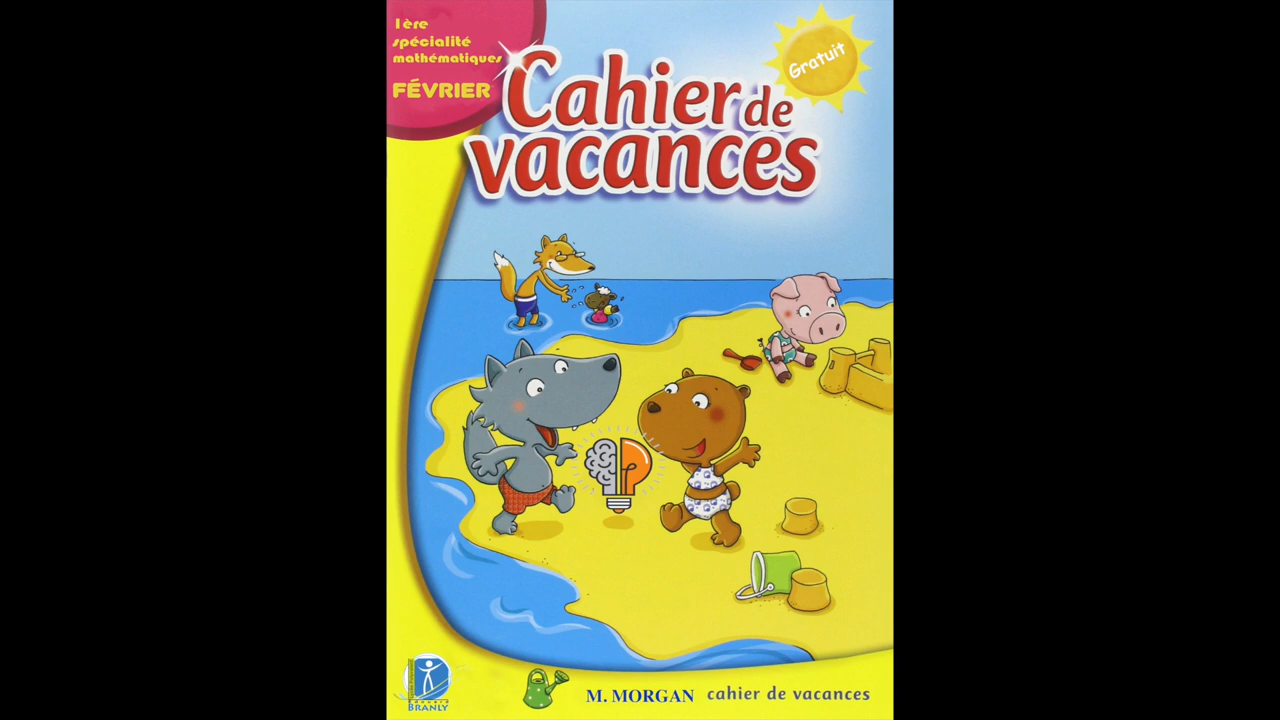 1ère
spécialité
mathématiques
FÉVRIER
Gratuit
Cahier de
vacances
BRANLY
M. MORGAN cahier de vacances